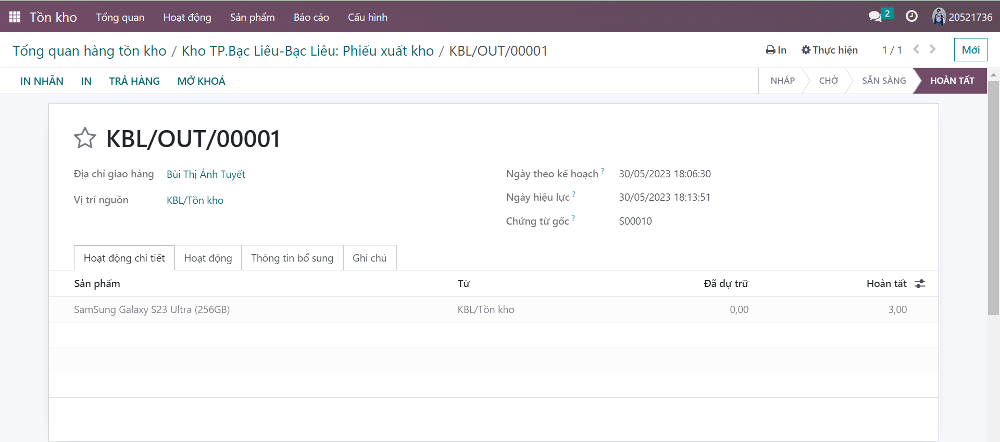 Tồn kho Tổng quan Hoạt động Sản phẩm Báo cáo Cấu hình 2 20521736
Tổng quan hàng tồn kho / Kho TP.Bạc Liêu-Bạc Liêu: Phiếu xuất kho / KBL/OUT/00001 In Thực hiện 1 / 1 Mới
IN NHÃN IN TRẢ HÀNG MỞ KHOÁ NHÁP CHỜ SẴN SÀNG HOÀN TẤT
KBL/OUT/00001
Địa chỉ giao hàng Bùi Thị Ánh Tuyết Ngày theo kế hoạch ? 30/05/2023 18:06:30
Vị trí nguồn KBL/Tồn kho Ngày hiệu lực ? 30/05/2023 18:13:51
Chứng từ gốc ? S00010
Hoạt động chi tiết Hoạt động Thông tin bổ sung Ghi chú
Sản phẩm Từ Đã dự trữ Hoàn tất
SamSung Galaxy S23 Ultra (256GB) KBL/Tồn kho 0,00 3,00